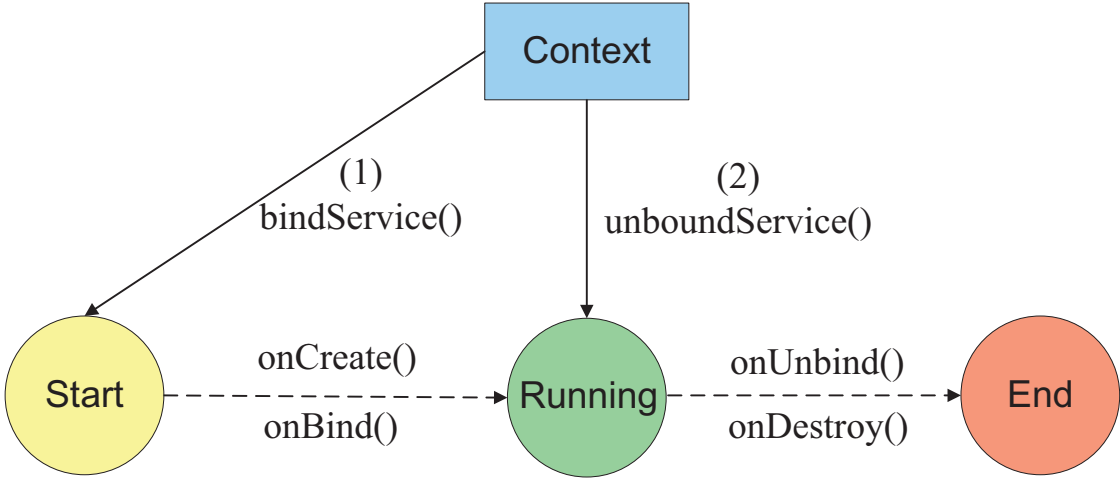 Context
(1)
bindService()
(2)
unboundService()
Start
onCreate()
onBind()
Running
onUnbind()
onDestroy()
End